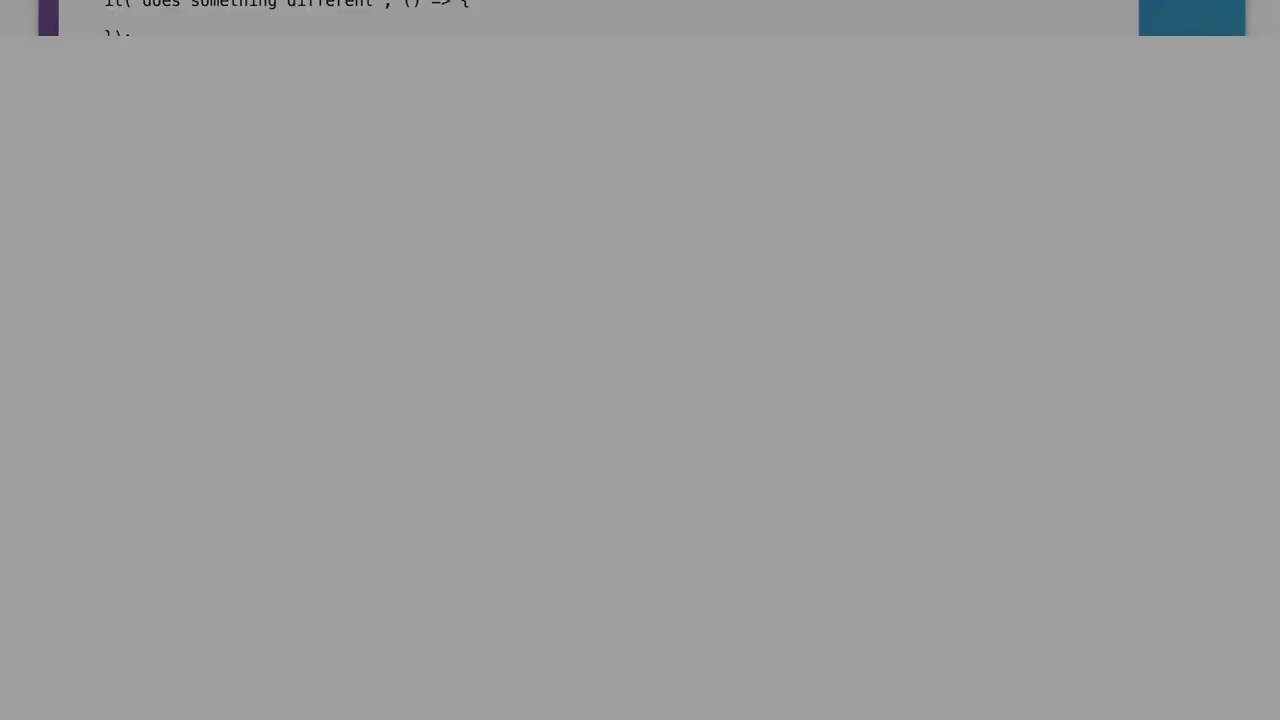 it('does something different', () => {
});